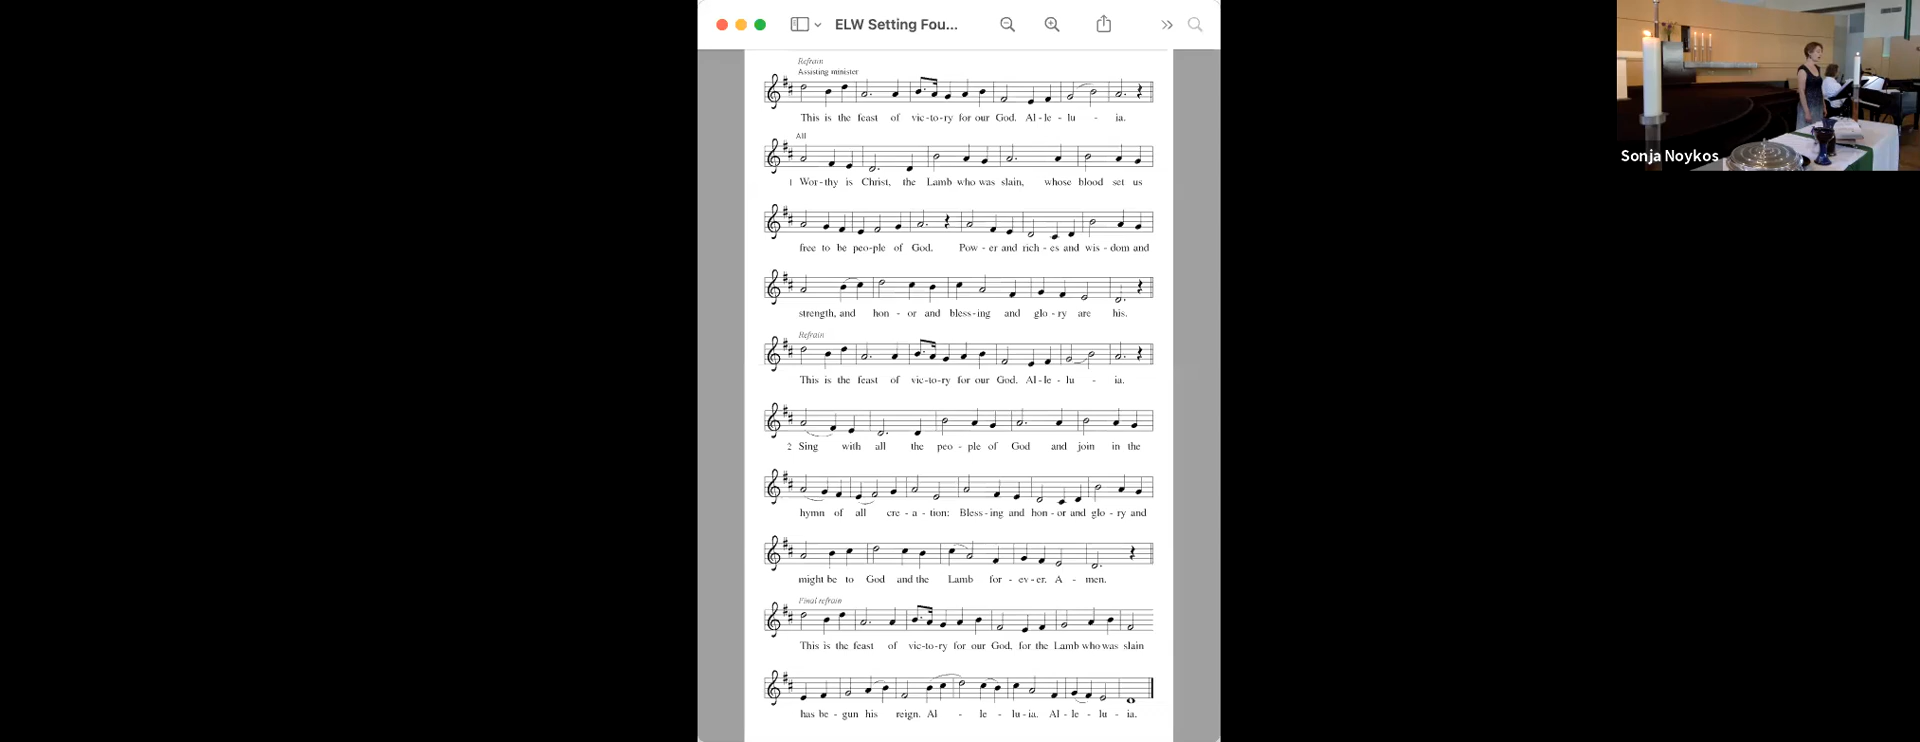 ELW Setting Fou...
Refrain
Assisting minister
This is the feast of vic-to-ry for our God. Al-le-lu - ia.
All
1 Wor-thy is Christ, the Lamb who was slain, whose blood set us
free to be peo-ple of God. Pow-er and rich-es and wis-dom and
strength, and hon-or and bless-ing and glo-ry are his.
Refrain
This is the feast of vic-to-ry for our God. Al-le-lu - ia.
2 Sing with all the peo-ple of God and join in the
hymn of all cre-a-tion: Bless-ing and hon-or and glo-ry and
might be to God and the Lamb for-ev-er. A-men.
Final refrain
This is the feast of vic-to-ry for our God, for the Lamb who was slain
has be-gun his reign. Al - le - lu-ia. Al-le-lu-ia.
Sonja Noykos